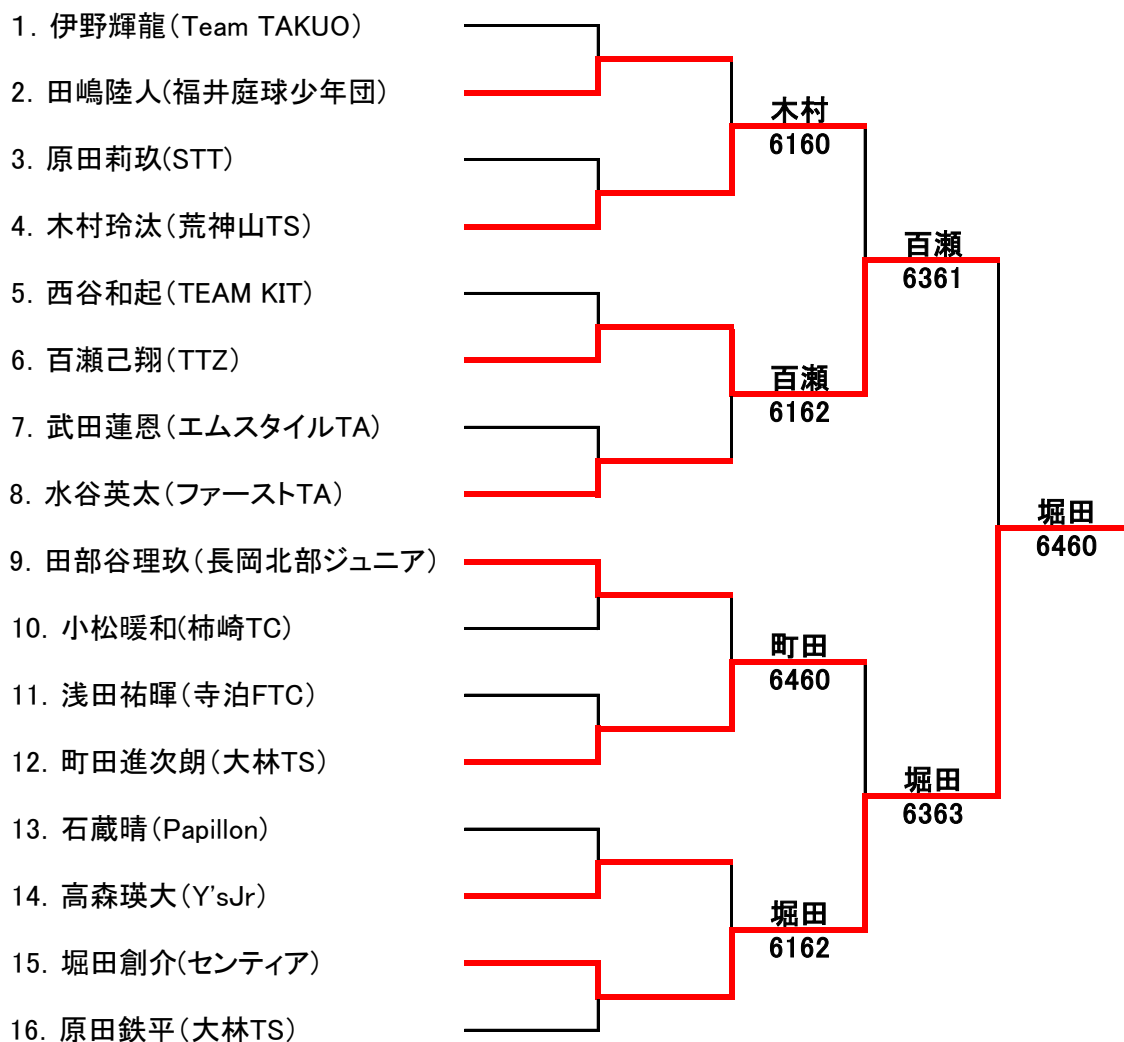 1．伊野輝龍（Team TAKUO）
2．田嶋陸人(福井庭球少年団）
木村
6160
3．原田莉玖(STT)
4．木村玲汰（荒神山TS）
百瀬
6361
5．西谷和起（TEAM KIT）
6．百瀬己翔（TTZ）
百瀬
6162
7．武田蓮恩（エムスタイルTA）
8．水谷英太（ファーストTA）
堀田
6460
9．田部谷理玖（長岡北部ジュニア）
10．小松暖和(柿崎TC）
町田
6460
11．浅田祐暉（寺泊FTC）
12．町田進次朗（大林TS）
堀田
6363
13．石蔵晴（Papillon）
14．高森瑛大（Y'sJr）
堀田
6162
15．堀田創介(センティア）
16．原田鉄平（大林TS）